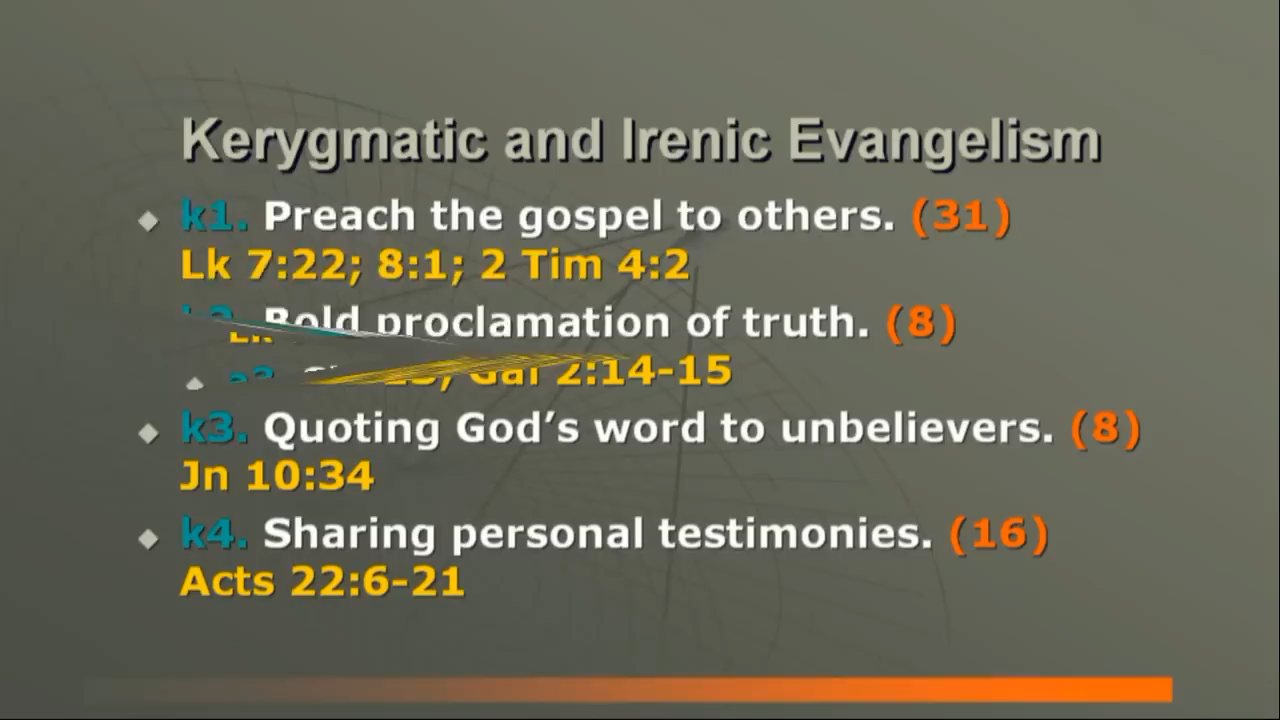 Kerygmatic and Irenic Evangelism
k1. Preach the gospel to others. (31)
Lk 7:22; 8:1; 2 Tim 4:2
Bold proclamation of truth. (8)
Gal 2:14-15
k3. Quoting God’s word to unbelievers. (8)
Jn 10:34
k4. Sharing personal testimonies. (16)
Acts 22:6-21